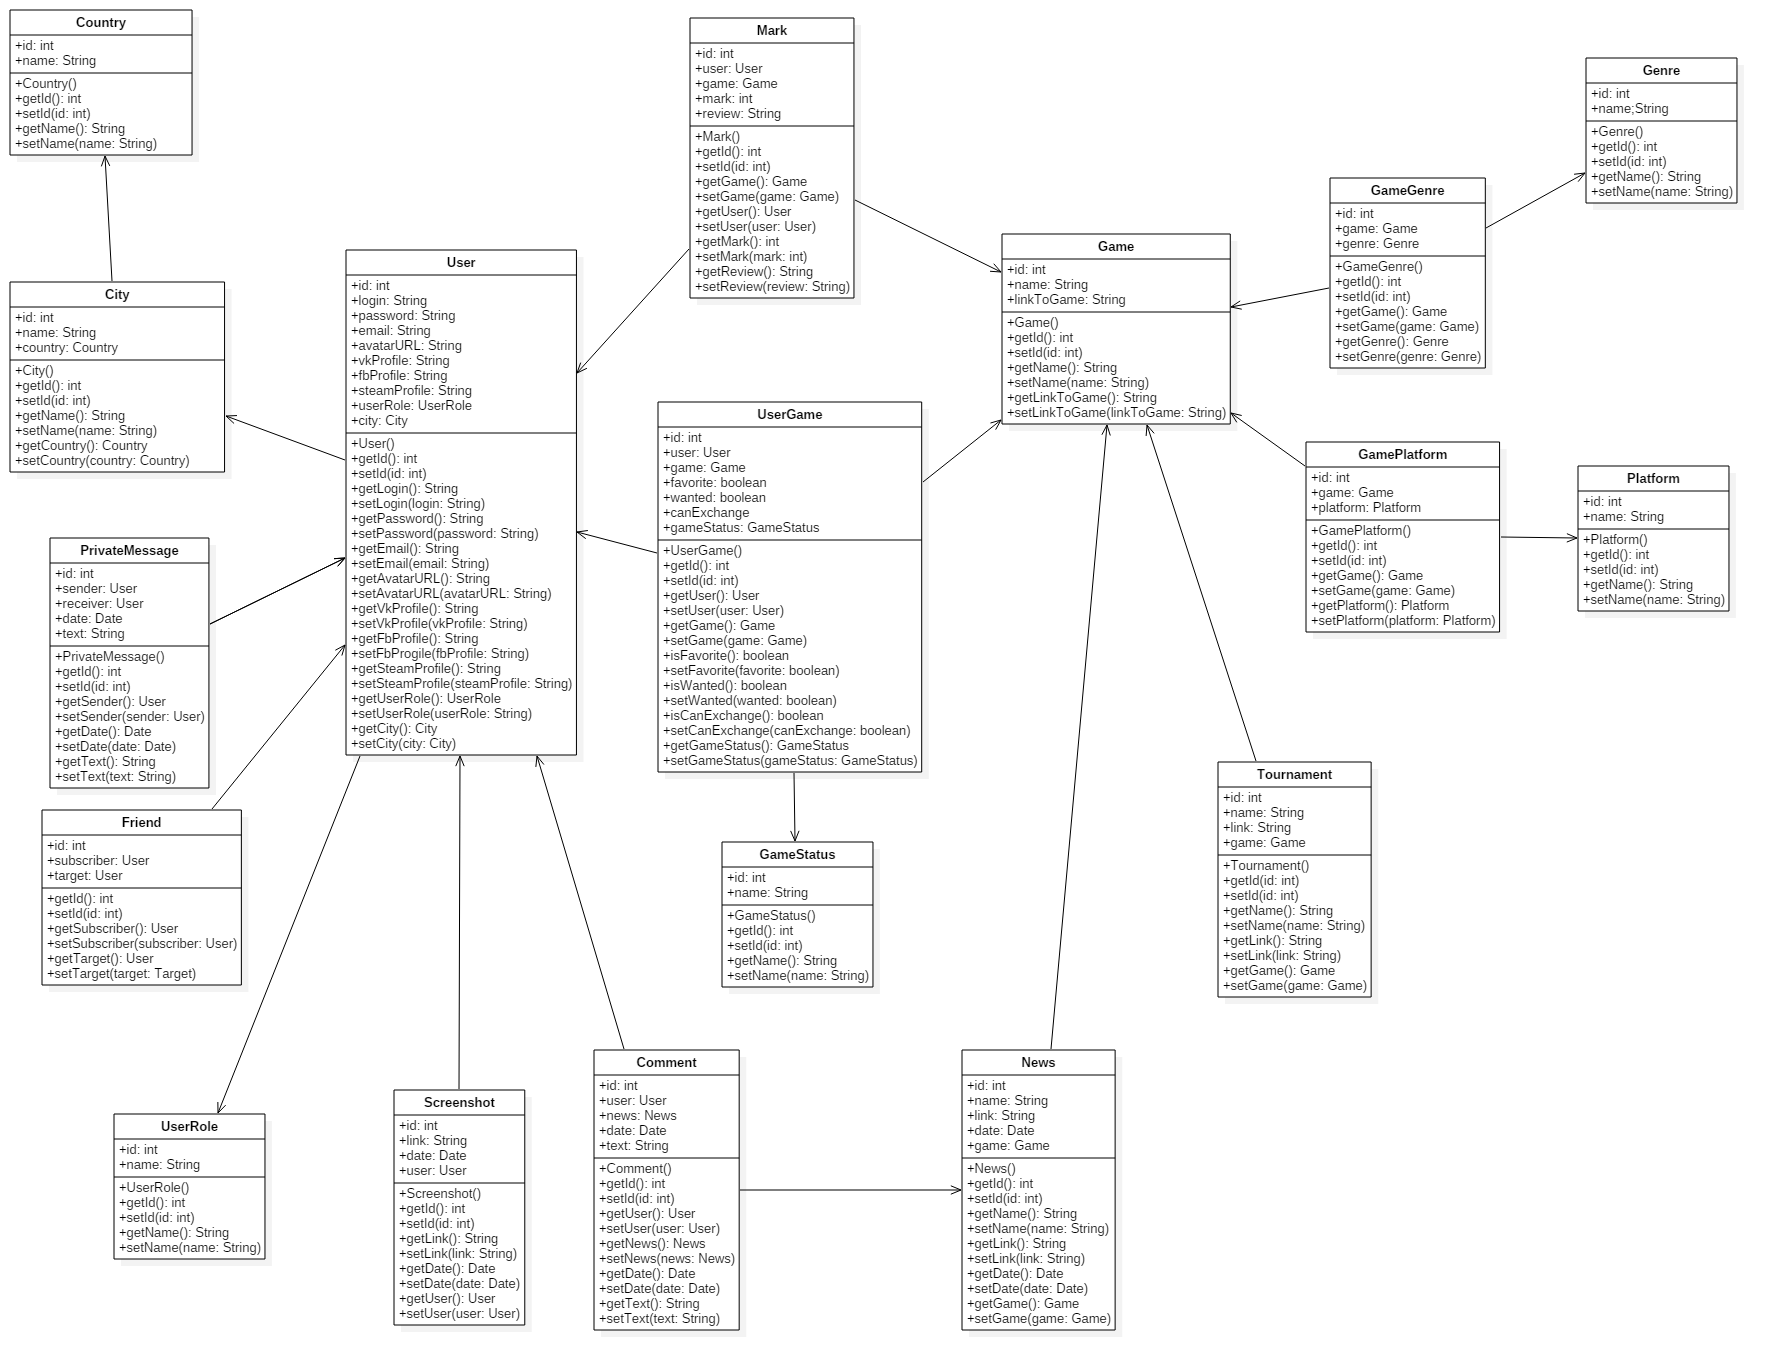 Country
+id: int
+name: String
+Country()
+getId(): int
+setId(id: int)
+getName(): String
+setName(name: String)
Mark
+id: int
+user: User
+game: Game
+mark: int
+review: String
+Mark()
+getId(): int
+setId(id: int)
+getGame(): Game
+setGame(game: Game)
+getUser(): User
+setUser(user: User)
+getMark(): int
+setMark(mark: int)
+getReview(): String
+setReview(review: String)
Genre
+id: int
+name;String
+Genre()
+getId(): int
+setId(id: int)
+getName(): String
+setName(name: String)
GameGenre
+id: int
+game: Game
+genre: Genre
+GameGenre()
+getId(): int
+setId(id: int)
+getGame(): Game
+setGame(game: Game)
+getGenre(): Genre
+setGenre(genre: Genre)
Game
+id: int
+name: String
+linkToGame: String
+Game()
+getId(): int
+setId(id: int)
+getName(): String
+setName(name: String)
+getLinkToGame(): String
+setLinkToGame(linkToGame: String)
City
+id: int
+name: String
+country: Country
+City()
+getId(): int
+setId(id: int)
+getName(): String
+setName(name: String)
+getCountry(): Country
+setCountry(country: Country)
User
+id: int
+login: String
+password: String
+email: String
+avatarURL: String
+vkProfile: String
+fbProfile: String
+steamProfile: String
+userRole: UserRole
+city: City
+User()
+getId(): int
+setId(id: int)
+getLogin(): String
+setLogin(login: String)
+getPassword(): String
+setPassword(password: String)
+getEmail(): String
+setEmail(email: String)
+getAvatarURL(): String
+setAvatarURL(avatarURL: String)
+getVkProfile(): String
+setVkProfile(vkProfile: String)
+getFbProfile(): String
+setFbProgile(fbProfile: String)
+getSteamProfile(): String
+setSteamProfile(steamProfile: String)
+getUserRole(): UserRole
+setUserRole(userRole: String)
+getCity(): City
+setCity(city: City)
UserGame
+id: int
+user: User
+game: Game
+favorite: boolean
+wanted: boolean
+canExchange
+gameStatus: GameStatus
+UserGame()
+getId(): int
+setId(id: int)
+getUser(): User
+setUser(user: User)
+getGame(): Game
+setGame(game: Game)
+isFavorite(): boolean
+setFavorite(favorite: boolean)
+isWanted(): boolean
+setWanted(wanted: boolean)
+isCanExchange(): boolean
+setCanExchange(canExchange: boolean)
+getGameStatus(): GameStatus
+setGameStatus(gameStatus: GameStatus)
GamePlatform
+id: int
+game: Game
+platform: Platform
+GamePlatform()
+getId(): int
+setId(id: int)
+getGame(): Game
+setGame(game: Game)
+getPlatform(): Platform
+setPlatform(platform: Platform)
Platform
+id: int
+name: String
+Platform()
+getId(): int
+setId(id: int)
+getName(): String
+setName(name: String)
PrivateMessage
+id: int
+sender: User
+receiver: User
+date: Date
+text: String
+PrivateMessage()
+getId(): int
+setId(id: int)
+getSender(): User
+setSender(sender: User)
+getDate(): Date
+setDate(date: Date)
+getText(): String
+setText(text: String)
Friend
+id: int
+subscriber: User
+target: User
+getId(): int
+setId(id: int)
+getSubscriber(): User
+setSubscriber(subscriber: User)
+getTarget(): User
+setTarget(target: Target)
GameStatus
+id: int
+name: String
+GameStatus()
+getId(): int
+setId(id: int)
+getName(): String
+setName(name: String)
Tournament
+id: int
+name: String
+link: String
+game: Game
+Tournament()
+getId(id: int)
+setId(id: int)
+getName(): String
+setName(name: String)
+getLink(): String
+setLink(link: String)
+getGame(): Game
+setGame(game: Game)
UserRole
+id: int
+name: String
+UserRole()
+getId(): int
+setId(id: int)
+getName(): String
+setName(name: String)
Screenshot
+id: int
+link: String
+date: Date
+user: User
+Screenshot()
+getId(): int
+setId(id: int)
+getLink(): String
+setLink(link: String)
+getDate(): Date
+setDate(date: Date)
+getUser(): User
+setUser(user: User)
Comment
+id: int
+user: User
+news: News
+date: Date
+text: String
+Comment()
+getId(): int
+setId(id: int)
+getUser(): User
+setUser(user: User)
+getNews(): News
+setNews(news: News)
+getDate(): Date
+setDate(date: Date)
+getText(): String
+setText(text: String)
News
+id: int
+name: String
+link: String
+date: Date
+game: Game
+News()
+getId(): int
+setId(id: int)
+getName(): String
+setName(name: String)
+getLink(): String
+setLink(link: String)
+getDate(): Date
+setDate(date: Date)
+getGame(): Game
+setGame(game: Game)